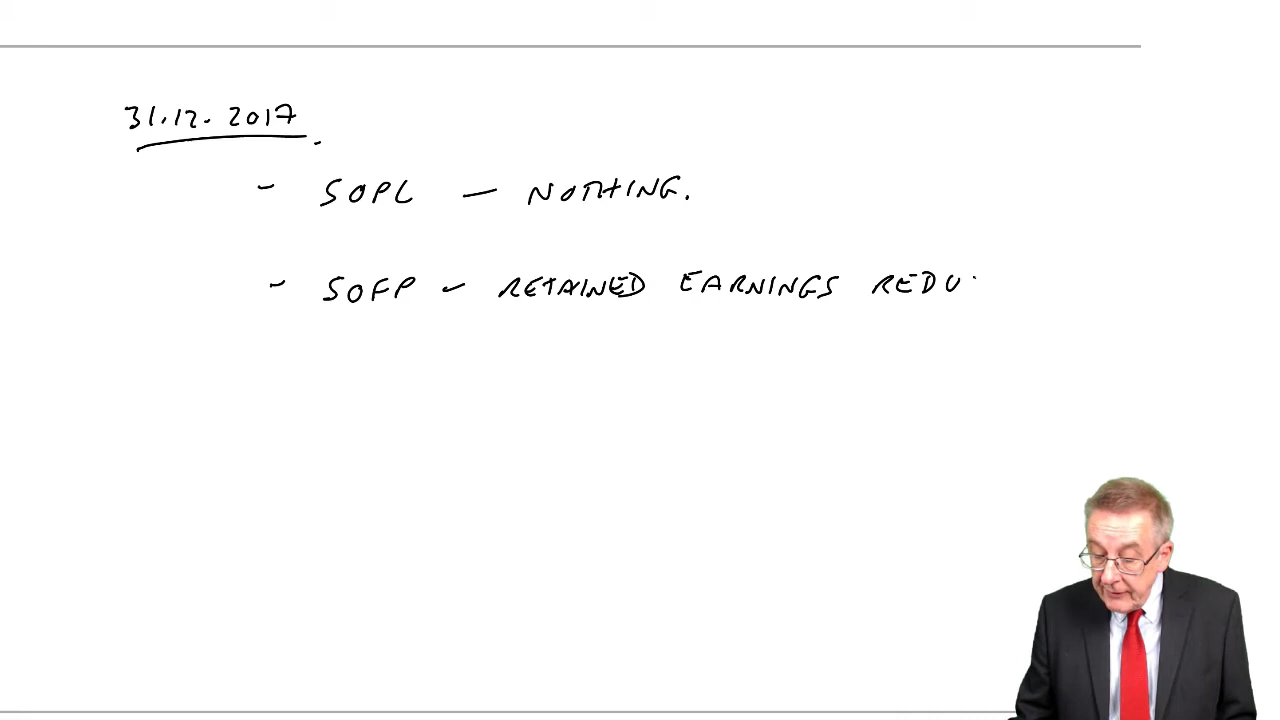 31.12.2017
- SOPL — NOTHING.
- SOFP - RETAINED EARNINGS REDU